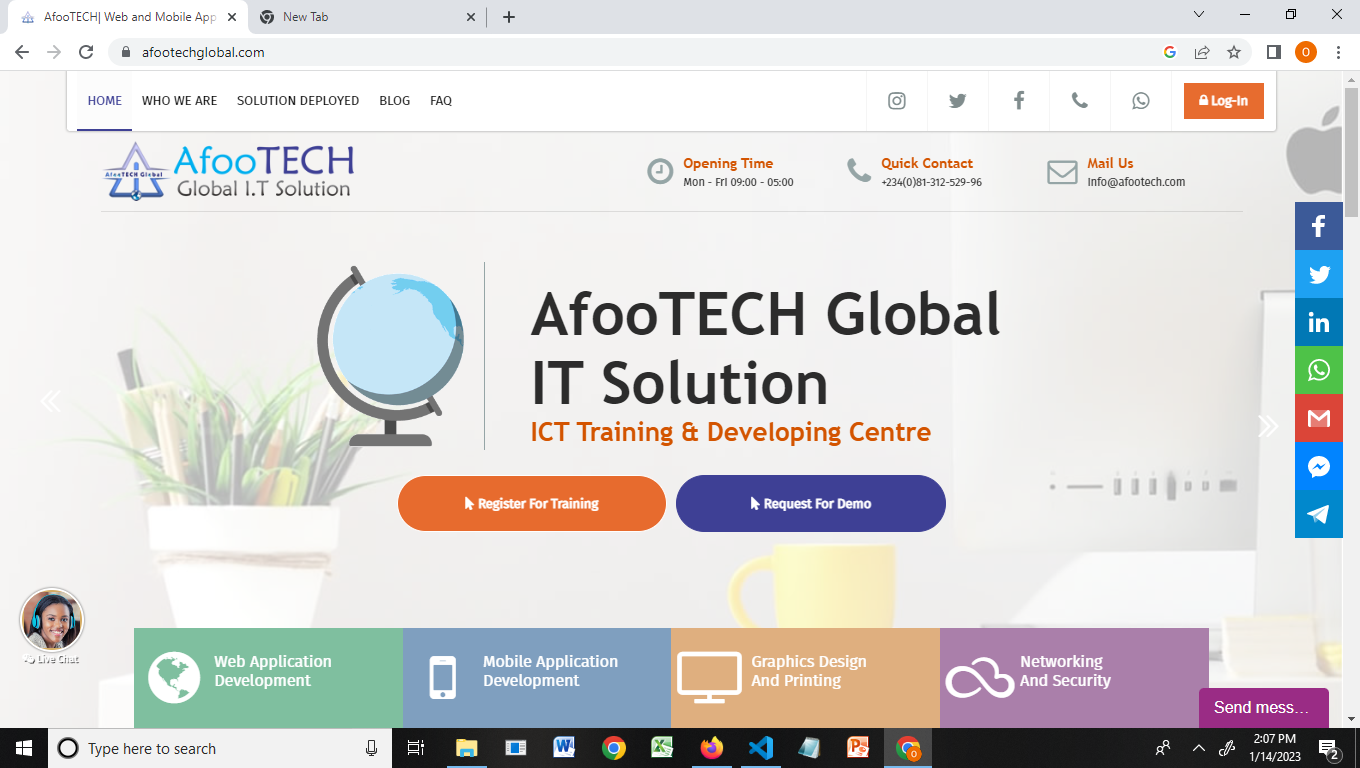 AfooTECH| Web and Mobile App
New Tab
afootechglobal.com
O
HOME
WHO WE ARE
SOLUTION DEPLOYED
BLOG
FAQ
Log-In
AfooTECH Global
AfooTECH
Global I.T Solution
Opening Time
Mon - Fri 09:00 - 05:00
Quick Contact
+234(0)81-312-529-96
Mail Us
info@afootech.com
AfooTECH Global
IT Solution
ICT Training & Developing Centre
Register For Training
Request For Demo
Live Chat
Web Application
Development
Mobile Application
Development
Graphics Design
And Printing
Networking
And Security
Send mess...
Type here to search
2:07 PM
1/14/2023
2